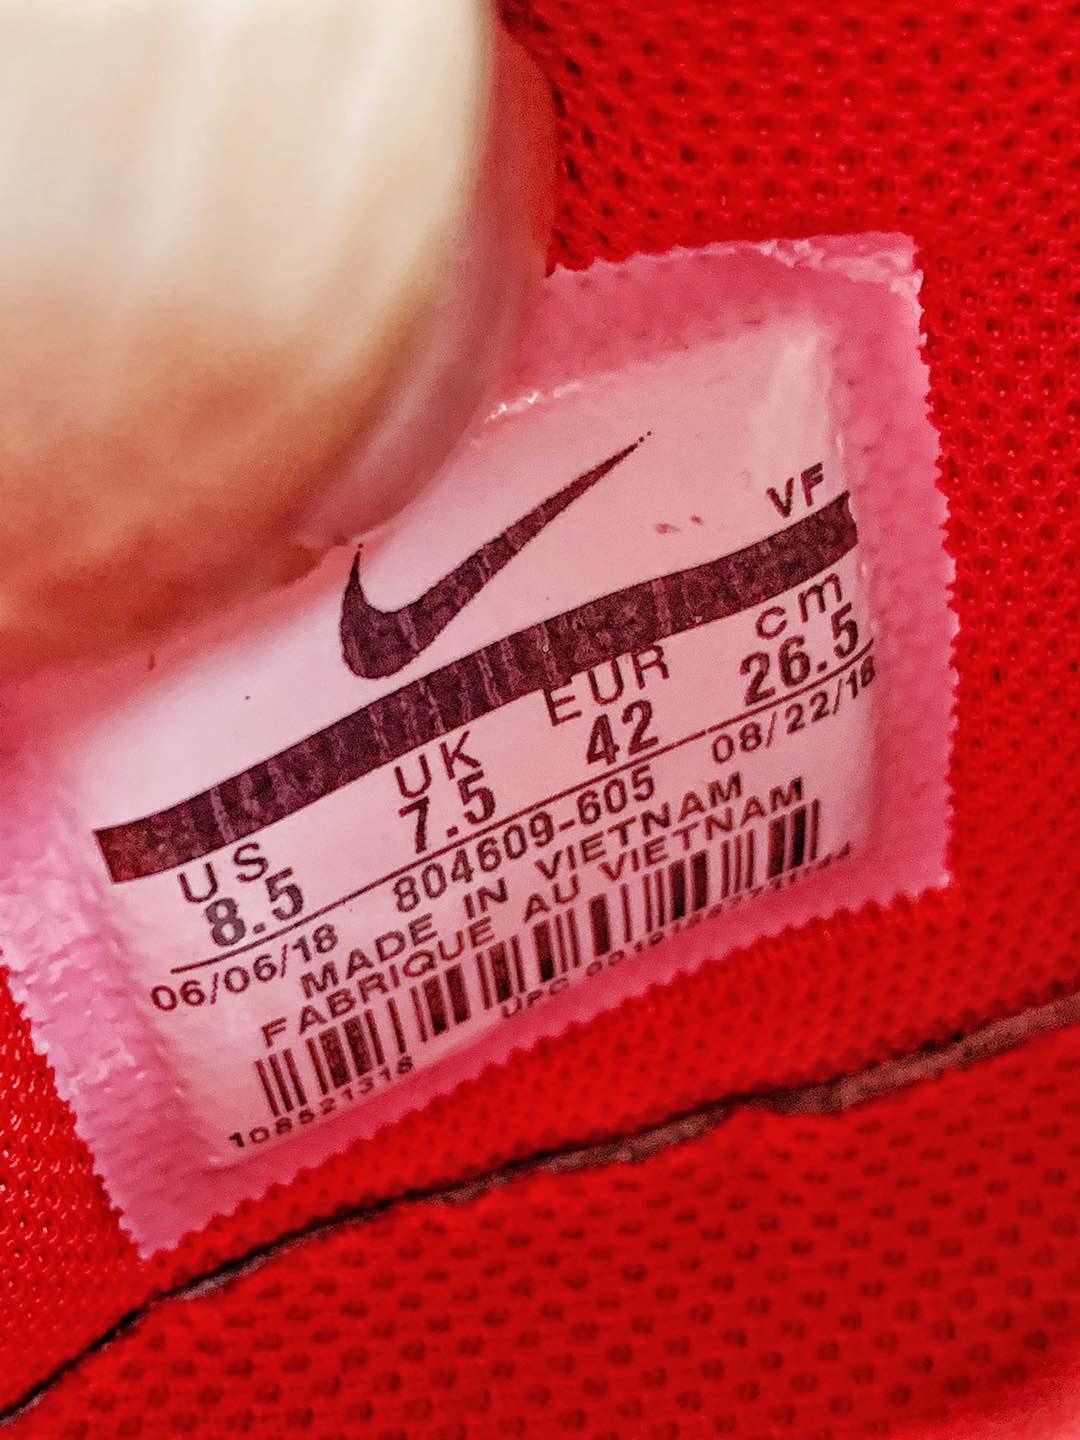 VF
US UK EUR cm
8.5 7.5 42 26.5
06/06/18 804609-605 08/22/18
MADE IN VIETNAM
FABRIQUE AU VIETNAM
108521318 UPC